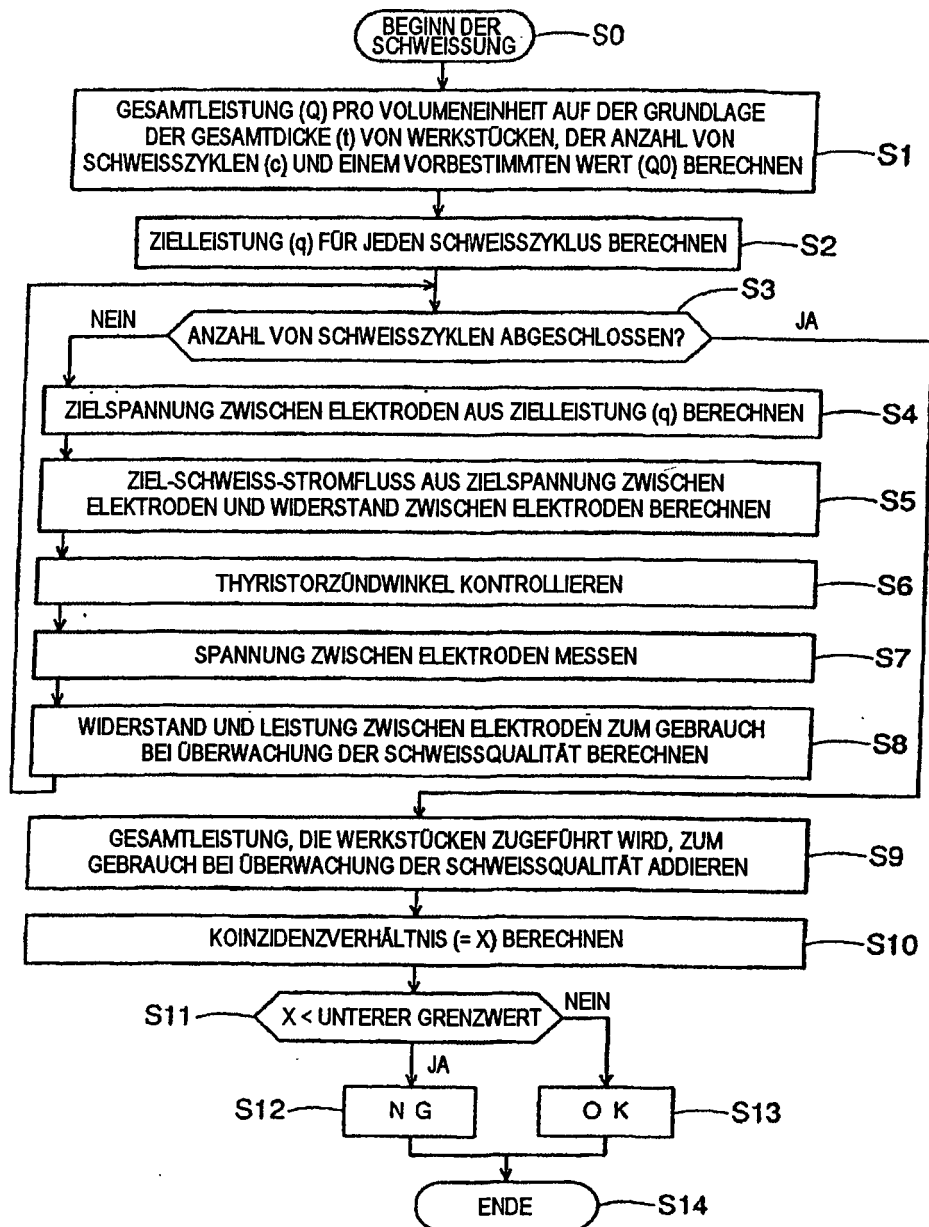 BEGINN DER
SCHWEISSUNG
S0
GESAMTLEISTUNG (Q) PRO VOLUMENEINHEIT AUF DER GRUNDLAGE
DER GESAMTDICKE (t) VON WERKSTÜCKEN, DER ANZAHL VON
SCHWEISSZYKLEN (c) UND EINEM VORBESTIMMTEN WERT (Q0) BERECHNEN
S1
ZIELLEISTUNG (q) FÜR JEDEN SCHWEISSZYKLUS BERECHNEN
S2
S3
NEIN
ANZAHL VON SCHWEISSZYKLEN ABGESCHLOSSEN?
JA
ZIELSPANNUNG ZWISCHEN ELEKTRODEN AUS ZIELLEISTUNG (q) BERECHNEN
S4
ZIEL-SCHWEISS-STROMFLUSS AUS ZIELSPANNUNG ZWISCHEN
ELEKTRODEN UND WIDERSTAND ZWISCHEN ELEKTRODEN BERECHNEN
S5
THYRISTORZÜNDWINKEL KONTROLLIEREN
S6
SPANNUNG ZWISCHEN ELEKTRODEN MESSEN
S7
WIDERSTAND UND LEISTUNG ZWISCHEN ELEKTRODEN ZUM GEBRAUCH
BEI ÜBERWACHUNG DER SCHWEISSQUALITÄT BERECHNEN
S8
GESAMTLEISTUNG, DIE WERKSTÜCKEN ZUGEFÜHRT WIRD, ZUM
GEBRAUCH BEI ÜBERWACHUNG DER SCHWEISSQUALITÄT ADDIEREN
S9
KOINZIDENZVERHÄLTNIS (= X) BERECHNEN
S10
S11
X < UNTERER GRENZWERT
NEIN
JA
S12
N G
O K
S13
ENDE
S14